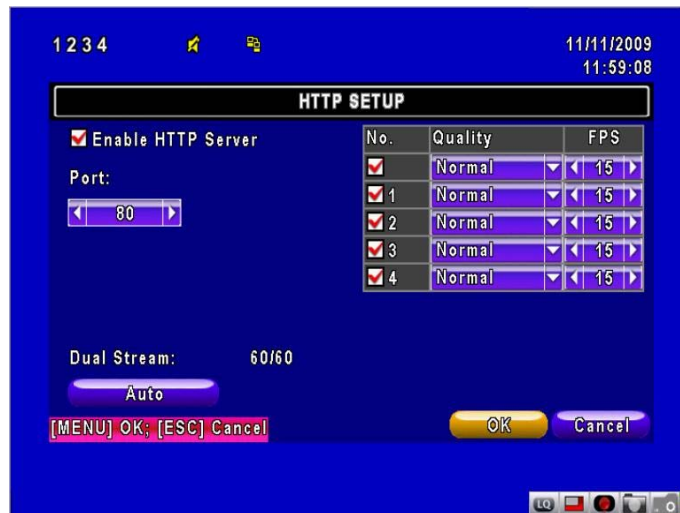 1234
11/11/2009
11:59:08
HTTP SETUP
Enable HTTP Server
Port:
80
No. Quality FPS
Normal 15
1 Normal 15
2 Normal 15
3 Normal 15
4 Normal 15
Dual Stream: 60/60
Auto
[MENU] OK; [ESC] Cancel
OK
Cancel
LQ